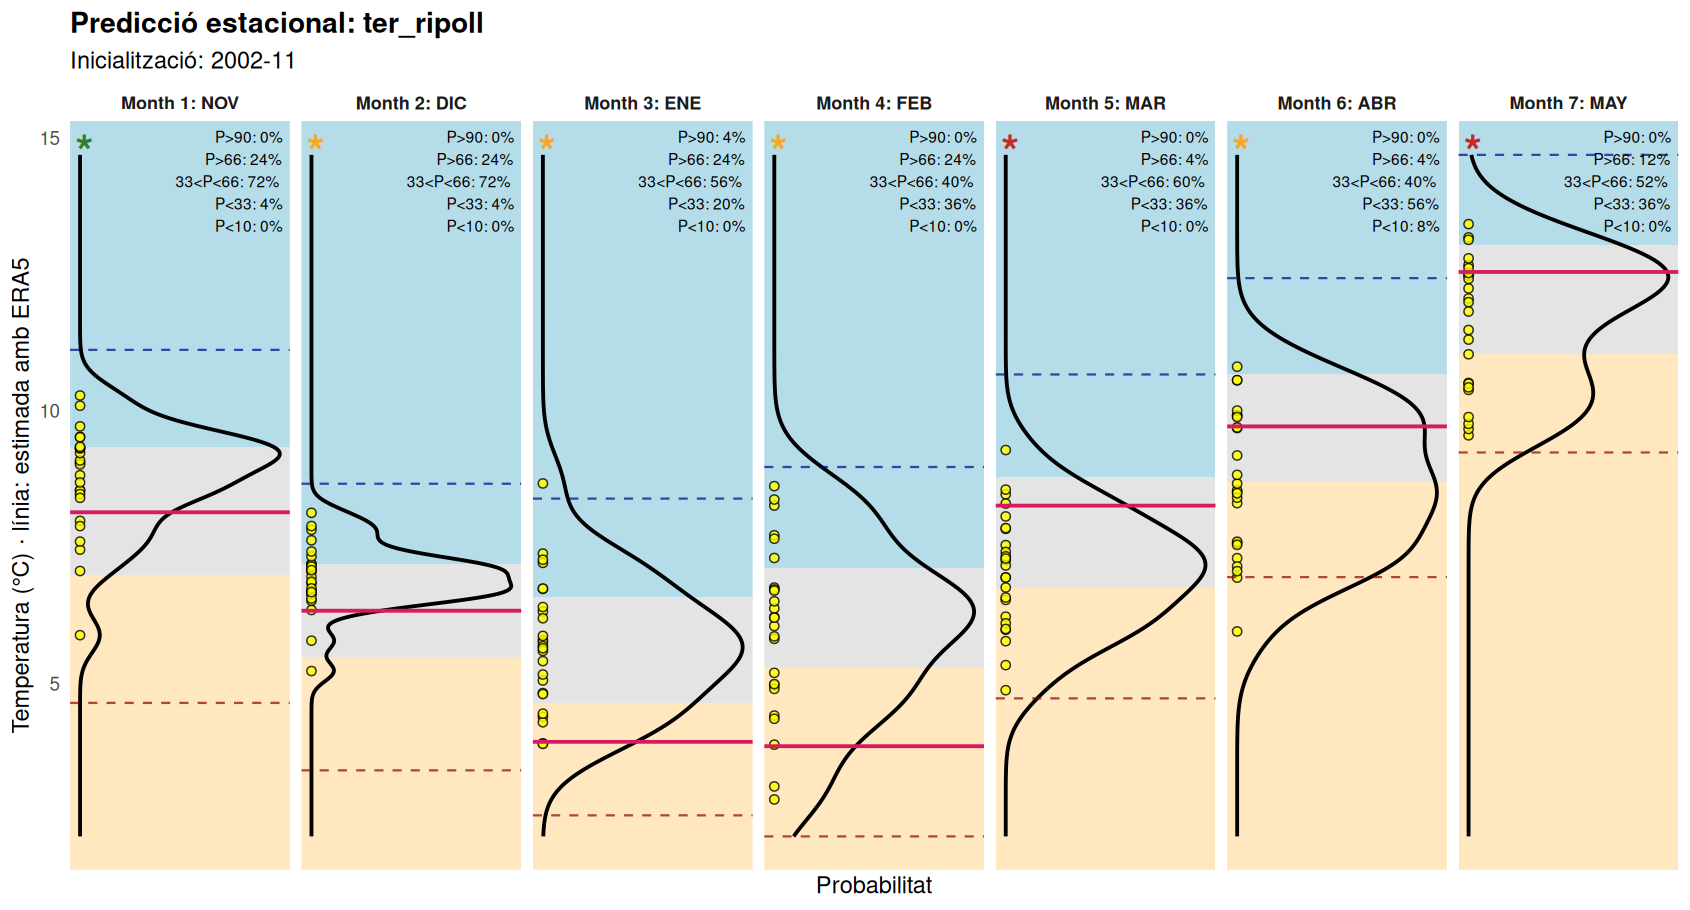 Predicció estacional: ter_ripoll
Inicialització: 2002-11
Month 1: NOV
Month 2: DIC
Month 3: ENE
Month 4: FEB
Month 5: MAR
Month 6: ABR
Month 7: MAY
Temperatura (°C) · línia: estimada amb ERA5
15
10
5
*
P>90: 0%
P>66: 24%
33<P<66: 72%
P<33: 4%
P<10: 0%
*
P>90: 0%
P>66: 24%
33<P<66: 72%
P<33: 4%
P<10: 0%
*
P>90: 4%
P>66: 24%
33<P<66: 56%
P<33: 20%
P<10: 0%
*
P>90: 0%
P>66: 24%
33<P<66: 40%
P<33: 36%
P<10: 0%
*
P>90: 0%
P>66: 4%
33<P<66: 60%
P<33: 36%
P<10: 0%
*
P>90: 0%
P>66: 4%
33<P<66: 40%
P<33: 56%
P<10: 8%
*
P>90: 0%
P>66: 12%
33<P<66: 52%
P<33: 36%
P<10: 0%
Probabilitat